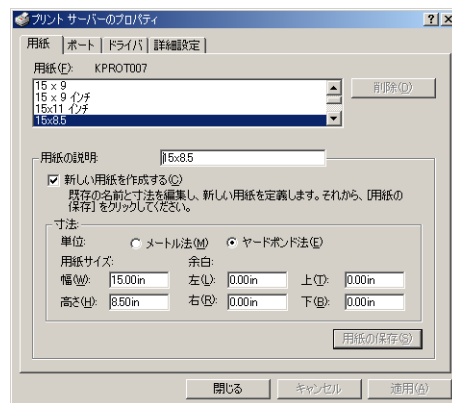 プリント サーバーのプロパティ
用紙 ポート ドライバ 詳細設定
用紙(F): KPROT007
15 x 9
15 x 9 インチ
15x11 インチ
15x8.5
削除(D)
用紙の説明: 15x8.5
新しい用紙を作成する(C)
既存の名前と寸法を編集し、新しい用紙を定義します。それから、[用紙の
保存] をクリックしてください。
寸法:
単位: メートル法(M) ヤードポンド法(E)
用紙サイズ: 余白:
幅(W): 15.00in 左(L): 0.00in 上(T): 0.00in
高さ(H): 8.50in 右(R): 0.00in 下(B): 0.00in
用紙の保存(S)
閉じる キャンセル 適用(A)